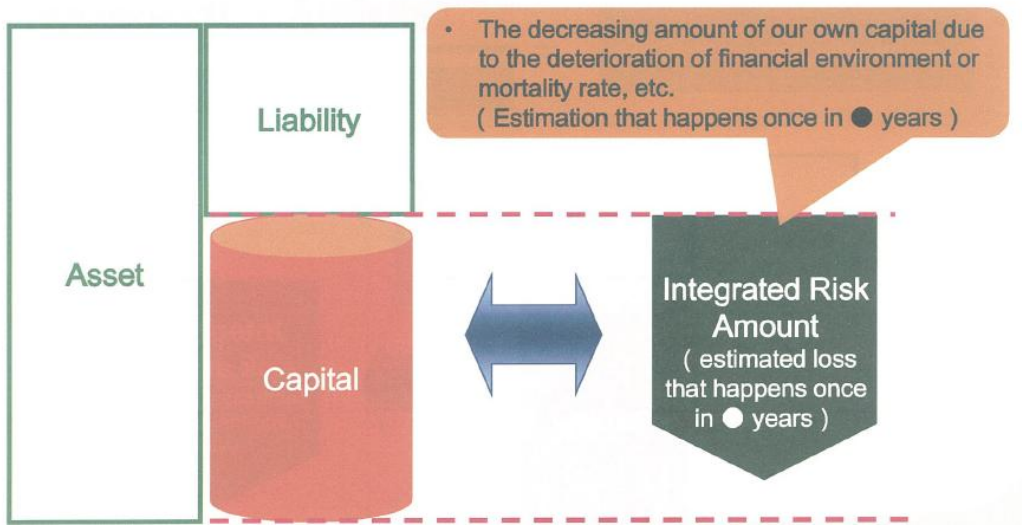 • The decreasing amount of our own capital due
to the deterioration of financial environment or
mortality rate, etc.
( Estimation that happens once in ● years )
Liability
Asset
Capital
Integrated Risk
Amount
( estimated loss
that happens once
in ● years )